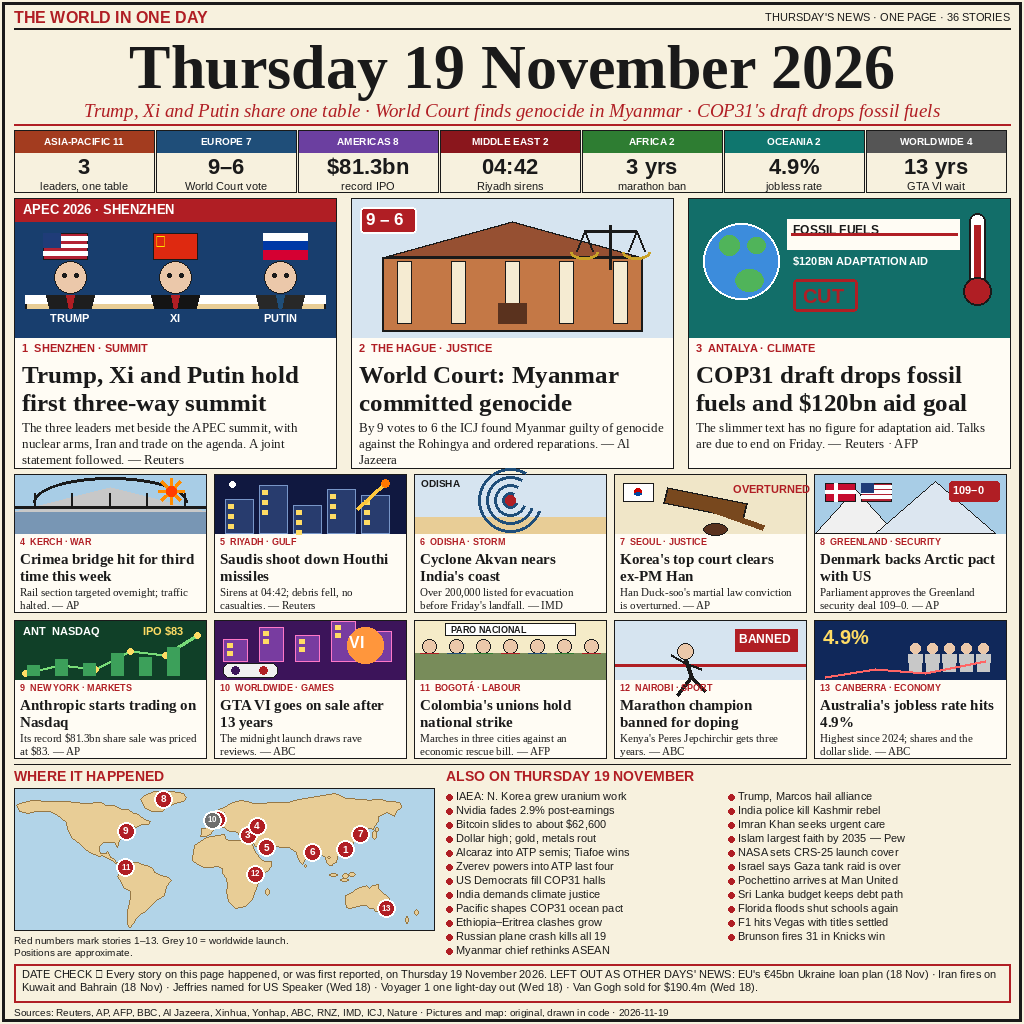 THE WORLD IN ONE DAY
THURSDAY'S NEWS · ONE PAGE · 36 STORIES
Thursday 19 November 2026
Trump, Xi and Putin share one table · World Court finds genocide in Myanmar · COP31's draft drops fossil fuels
ASIA-PACIFIC 11
3
leaders, one table
EUROPE 7
9–6
World Court vote
AMERICAS 8
$81.3bn
record IPO
MIDDLE EAST 2
04:42
Riyadh sirens
AFRICA 2
3 yrs
marathon ban
OCEANIA 2
4.9%
jobless rate
WORLDWIDE 4
13 yrs
GTA VI wait
APEC 2026 · SHENZHEN
TRUMP
XI
PUTIN
1 SHENZHEN · SUMMIT
Trump, Xi and Putin hold
first three-way summit
The three leaders met beside the APEC summit, with
nuclear arms, Iran and trade on the agenda. A joint
statement followed. — Reuters
9 – 6
2 THE HAGUE · JUSTICE
World Court: Myanmar
committed genocide
By 9 votes to 6 the ICJ found Myanmar guilty of genocide
against the Rohingya and ordered reparations. — Al
Jazeera
FOSSIL FUELS
$120BN ADAPTATION AID
CUT
3 ANTALYA · CLIMATE
COP31 draft drops fossil
fuels and $120bn aid goal
The slimmer text has no figure for adaptation aid. Talks
are due to end on Friday. — Reuters · AFP
4 KERCH · WAR
Crimea bridge hit for third
time this week
Rail section targeted overnight; traffic
halted. — AP
5 RIYADH · GULF
Saudis shoot down Houthi
missiles
Sirens at 04:42; debris fell, no
casualties. — Reuters
ODISHA
6 ODISHA · STORM
Cyclone Akvan nears
India's coast
Over 200,000 listed for evacuation
before Friday's landfall. — IMD
OVERTURNED
7 SEOUL · JUSTICE
Korea's top court clears
ex-PM Han
Han Duck-soo's martial law conviction
is overturned. — AP
109–0
8 GREENLAND · SECURITY
Denmark backs Arctic pact
with US
Parliament approves the Greenland
security deal 109–0. — AP
ANT NASDAQ
IPO $83
9 NEW YORK · MARKETS
Anthropic starts trading on
Nasdaq
Its record $81.3bn share sale was priced
at $83. — AP
VI
10 WORLDWIDE · GAMES
GTA VI goes on sale after
13 years
The midnight launch draws rave
reviews. — ABC
PARO NACIONAL
11 BOGOTÁ · LABOUR
Colombia's unions hold
national strike
Marches in three cities against an
economic rescue bill. — AFP
BANNED
12 NAIROBI · SPORT
Marathon champion
banned for doping
Kenya's Peres Jepchirchir gets three
years. — ABC
4.9%
13 CANBERRA · ECONOMY
Australia's jobless rate hits
4.9%
Highest since 2024; shares and the
dollar slide. — ABC
WHERE IT HAPPENED
8
9
10
3
4
5
6
1
7
11
12
13
Red numbers mark stories 1–13. Grey 10 = worldwide launch.
Positions are approximate.
ALSO ON THURSDAY 19 NOVEMBER
IAEA: N. Korea grew uranium work
Nvidia fades 2.9% post-earnings
Bitcoin slides to about $62,600
Dollar high; gold, metals rout
Alcaraz into ATP semis; Tiafoe wins
Zverev powers into ATP last four
US Democrats fill COP31 halls
India demands climate justice
Pacific shapes COP31 ocean pact
Ethiopia–Eritrea clashes grow
Russian plane crash kills all 19
Myanmar chief rethinks ASEAN
Trump, Marcos hail alliance
India police kill Kashmir rebel
Imran Khan seeks urgent care
Islam largest faith by 2035 — Pew
NASA sets CRS-25 launch cover
Israel says Gaza tank raid is over
Pochettino arrives at Man United
Sri Lanka budget keeps debt path
Florida floods shut schools again
F1 hits Vegas with titles settled
Brunson fires 31 in Knicks win
DATE CHECK ▯ Every story on this page happened, or was first reported, on Thursday 19 November 2026. LEFT OUT AS OTHER DAYS' NEWS: EU's €45bn Ukraine loan plan (18 Nov) · Iran fires on
Kuwait and Bahrain (18 Nov) · Jeffries named for US Speaker (Wed 18) · Voyager 1 one light-day out (Wed 18) · Van Gogh sold for $190.4m (Wed 18).
Sources: Reuters, AP, AFP, BBC, Al Jazeera, Xinhua, Yonhap, ABC, RNZ, IMD, ICJ, Nature · Pictures and map: original, drawn in code · 2026-11-19